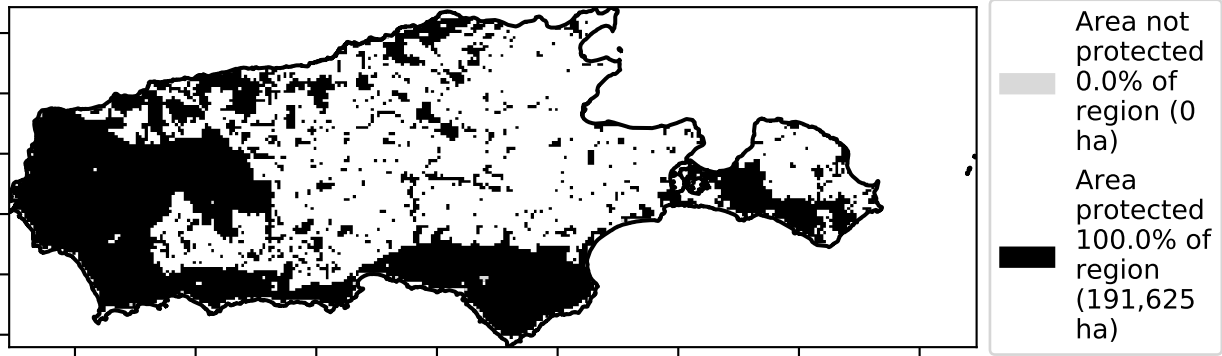 Area not
protected
0.0% of
region (0
ha)
Area
protected
100.0% of
region
(191,625
ha)